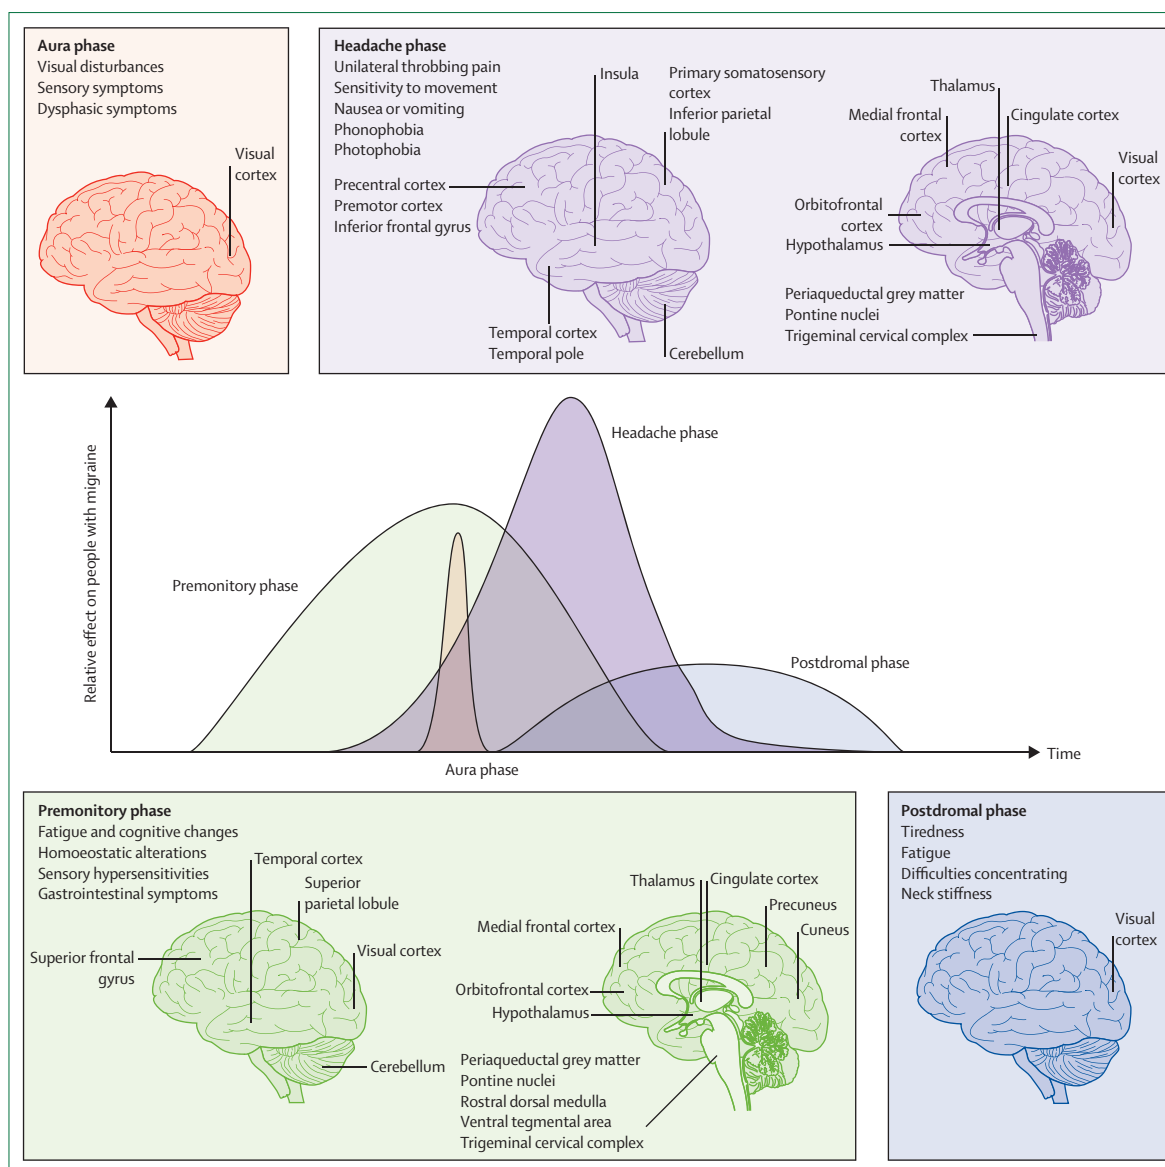 Aura phase
Visual disturbances
Sensory symptoms
Dysphasic symptoms
Visual
cortex
Headache phase
Unilateral throbbing pain
Sensitivity to movement
Nausea or vomiting
Phonophobia
Photophobia
Insula
Primary somatosensory
cortex
Inferior parietal
lobule
Precentral cortex
Premotor cortex
Inferior frontal gyrus
Temporal cortex
Temporal pole
Cerebellum
Thalamus
Medial frontal
cortex
Cingulate cortex
Visual
cortex
Orbitofrontal
cortex
Hypothalamus
Periaqueductal grey matter
Pontine nuclei
Trigeminal cervical complex
Relative effect on people with migraine
Headache phase
Premonitory phase
Postdromal phase
Aura phase
Time
Premonitory phase
Fatigue and cognitive changes
Homoeostatic alterations
Sensory hypersensitivities
Gastrointestinal symptoms
Temporal cortex
Superior
parietal lobule
Superior frontal
gyrus
Visual cortex
Cerebellum
Thalamus
Cingulate cortex
Precuneus
Cuneus
Medial frontal cortex
Orbitofrontal cortex
Hypothalamus
Periaqueductal grey matter
Pontine nuclei
Rostral dorsal medulla
Ventral tegmental area
Trigeminal cervical complex
Postdromal phase
Tiredness
Fatigue
Difficulties concentrating
Neck stiffness
Visual
cortex